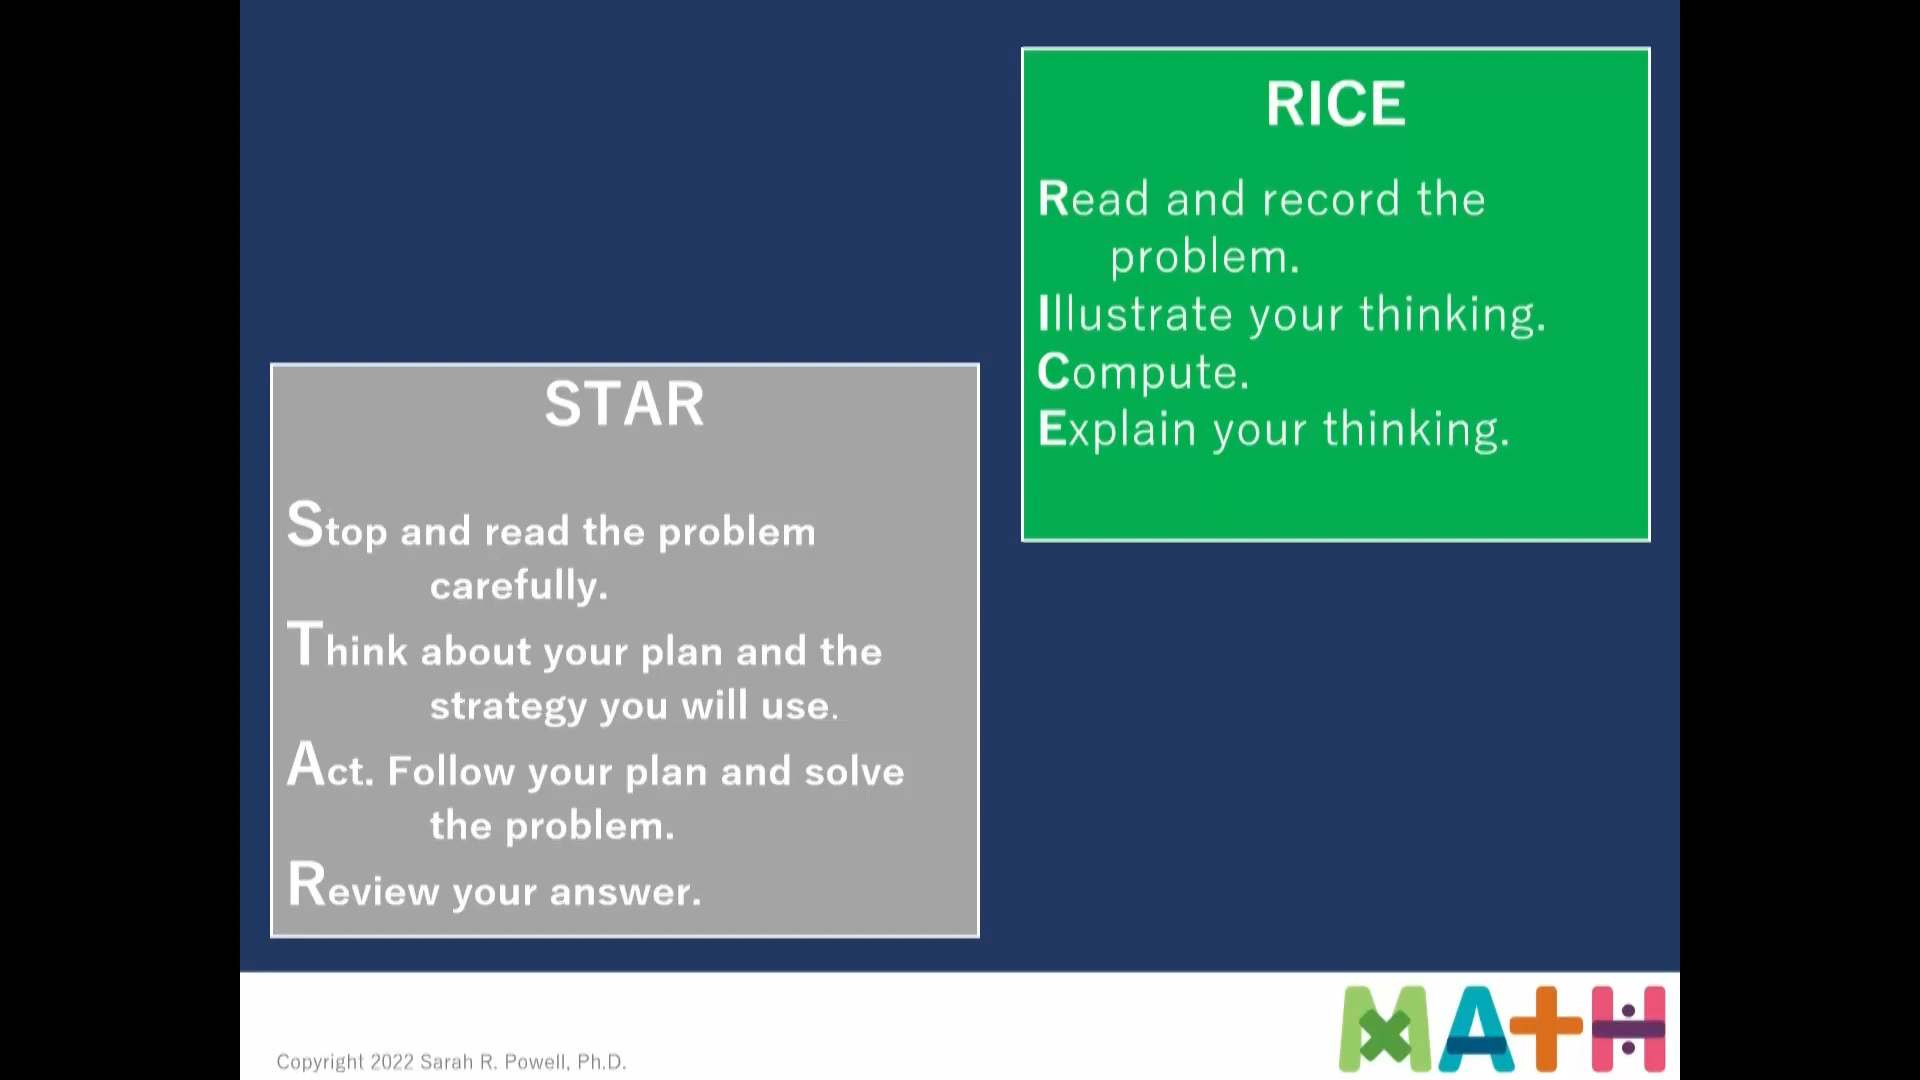 RICE
Read and record the
problem.
Illustrate your thinking.
Compute.
Explain your thinking.
STAR
Stop and read the problem
carefully.
Think about your plan and the
strategy you will use.
Act. Follow your plan and solve
the problem.
Review your answer.
Copyright 2022 Sarah R. Powell, Ph.D.
MATH